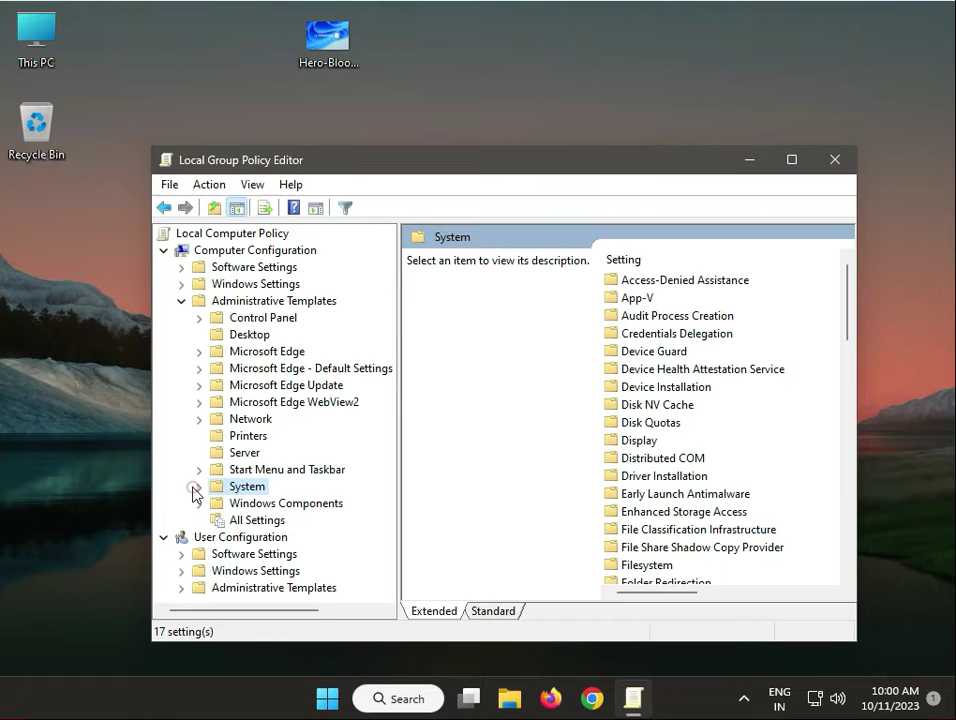 This PC
Hero-Bloo...
Recycle Bin
Local Group Policy Editor
File Action View Help
Local Computer Policy
Computer Configuration
Software Settings
Windows Settings
Administrative Templates
Control Panel
Desktop
Microsoft Edge
Microsoft Edge - Default Settings
Microsoft Edge Update
Microsoft Edge WebView2
Network
Printers
Server
Start Menu and Taskbar
System
Windows Components
All Settings
User Configuration
Software Settings
Windows Settings
Administrative Templates
System
Select an item to view its description.
Setting
Access-Denied Assistance
App-V
Audit Process Creation
Credentials Delegation
Device Guard
Device Health Attestation Service
Device Installation
Disk NV Cache
Disk Quotas
Display
Distributed COM
Driver Installation
Early Launch Antimalware
Enhanced Storage Access
File Classification Infrastructure
File Share Shadow Copy Provider
Filesystem
Folder Redirection
Extended Standard
17 setting(s)
Search
ENG
IN
10:00 AM
10/11/2023
1